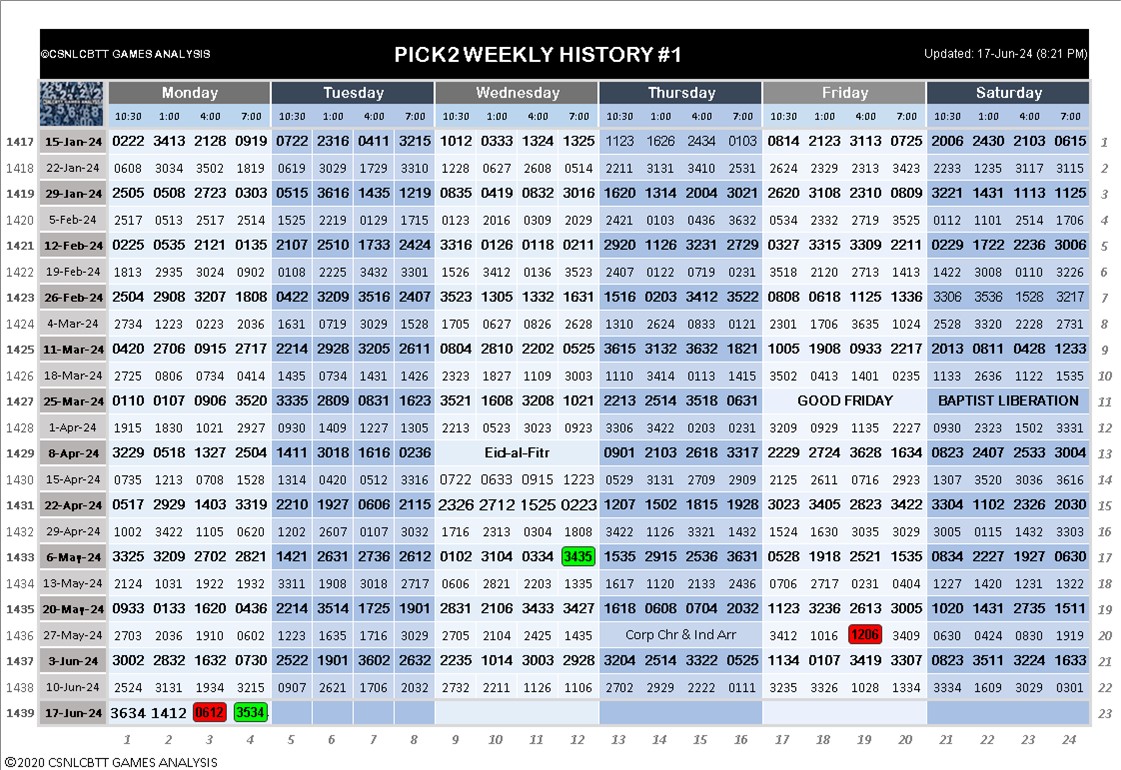 ©CSNLCBTT GAMES ANALYSIS PICK2 WEEKLY HISTORY #1 Updated: 17-Jun-24 (8:21 PM)
Monday Tuesday Wednesday Thursday Friday Saturday
10:30 1:00 4:00 7:00 10:30 1:00 4:00 7:00 10:30 1:00 4:00 7:00 10:30 1:00 4:00 7:00 10:30 1:00 4:00 7:00 10:30 1:00 4:00 7:00
1417 15-Jan-24 0222 3413 2128 0919 0722 2316 0411 3215 1012 0333 1324 1325 1123 1626 2434 0103 0814 2123 3113 0725 2006 2430 2103 0615 1
1418 22-Jan-24 0608 3034 3502 1819 0619 3029 1729 3310 1228 0627 2608 0514 2211 3131 3410 2531 2624 2329 2313 3423 2233 1235 3117 3115 2
1419 29-Jan-24 2505 0508 2723 0303 0515 3616 1435 1219 0835 0419 0832 3016 1620 1314 2004 3021 2620 3108 2310 0809 3221 1431 1113 1125 3
1420 5-Feb-24 2517 0513 2517 2514 1525 2219 0129 1715 0123 2016 0309 2029 2421 0103 0436 3632 0534 2332 2719 3525 0112 1101 2514 1706 4
1421 12-Feb-24 0225 0535 2121 0135 2107 2510 1733 2424 3316 0126 0118 0211 2920 1126 3231 2729 0327 3315 3309 2211 0229 1722 2236 3006 5
1422 19-Feb-24 1813 2935 3024 0902 0108 2225 3432 3301 1526 3412 0136 3523 2407 0122 0719 0231 3518 2120 2713 1413 1422 3008 0110 3226 6
1423 26-Feb-24 2504 2908 3207 1808 0422 3209 3516 2407 3523 1305 1332 1631 1516 0203 3412 3522 0808 0618 1125 1336 3306 3536 1528 3217 7
1424 4-Mar-24 2734 1223 0223 2036 1631 0719 3029 1528 1705 0627 0826 2628 1310 2624 0833 0121 2301 1706 3635 1024 2528 3320 2228 2731 8
1425 11-Mar-24 0420 2706 0915 2717 2214 2928 3205 2611 0804 2810 2202 0525 3615 3132 3632 1821 1005 1908 0933 2217 2013 0811 0428 1233 9
1426 18-Mar-24 2725 0806 0734 0414 1435 0734 1431 1426 2323 1827 1109 3003 1110 3414 0113 1415 3502 0413 1401 0235 1133 2636 1122 1535 10
1427 25-Mar-24 0110 0107 0906 3520 3335 2809 0831 1623 3521 1608 3208 1021 2213 2514 3518 0631 GOOD FRIDAY BAPTIST LIBERATION 11
1428 1-Apr-24 1915 1830 1021 2927 0930 1409 1227 1305 2213 0523 3023 0923 3306 3422 0203 0231 3209 0929 1135 2227 0930 2323 1502 3331 12
1429 8-Apr-24 3229 0518 1327 2504 1411 3018 1616 0236 Eid-al-Fitr 0901 2103 2618 3317 2229 2724 3628 1634 0823 2407 2533 3004 13
1430 15-Apr-24 0735 1213 0708 1528 1314 0420 0512 3316 0722 0633 0915 1223 0529 3131 2709 2909 2125 2611 0716 2923 1307 3520 3036 3616 14
1431 22-Apr-24 0517 2929 1403 3319 2210 1927 0606 2115 2326 2712 1525 0223 1207 1502 1815 1928 3023 3405 2823 3422 3304 1102 2326 2030 15
1432 29-Apr-24 1002 3422 1105 0620 1202 2607 0107 3032 1716 2313 0304 1808 3422 1126 3321 1432 1524 1630 3035 3029 3005 0115 1432 3303 16
1433 6-May-24 3325 3209 2702 2821 1421 2631 2736 2612 0102 3104 0334 3435 1535 2915 2536 3631 0528 1918 2521 1535 0834 2227 1927 0630 17
1434 13-May-24 2124 1031 1922 1932 3311 1908 3018 2717 0606 2821 2203 1335 1617 1120 2133 2436 0706 2717 0231 0404 1227 1420 1231 1322 18
1435 20-May-24 0933 0133 1620 0436 2214 3514 1725 1901 2831 2106 3433 3427 1618 0608 0704 2032 1123 3236 2613 3005 1020 1431 2735 1511 19
1436 27-May-24 2703 2036 1910 0602 1223 1635 1716 3029 2705 2104 2425 1435 Corp Chr & Ind Arr 3412 1016 1206 3409 0630 0424 0830 1919 20
1437 3-Jun-24 3002 2832 1632 0730 2522 1901 3602 2632 2235 1014 3003 2928 3204 2514 3322 0525 1134 0107 3419 3307 0823 3511 3224 1633 21
1438 10-Jun-24 2524 3131 1934 3215 0907 2621 1706 2032 2732 2211 1126 1106 2702 2929 2222 0111 3235 3326 1028 1334 3334 1609 3029 0301 22
1439 17-Jun-24 3634 1412 0612 3534 23
1 2 3 4 5 6 7 8 9 10 11 12 13 14 15 16 17 18 19 20 21 22 23 24
©2020 CSNLCBTT GAMES ANALYSIS